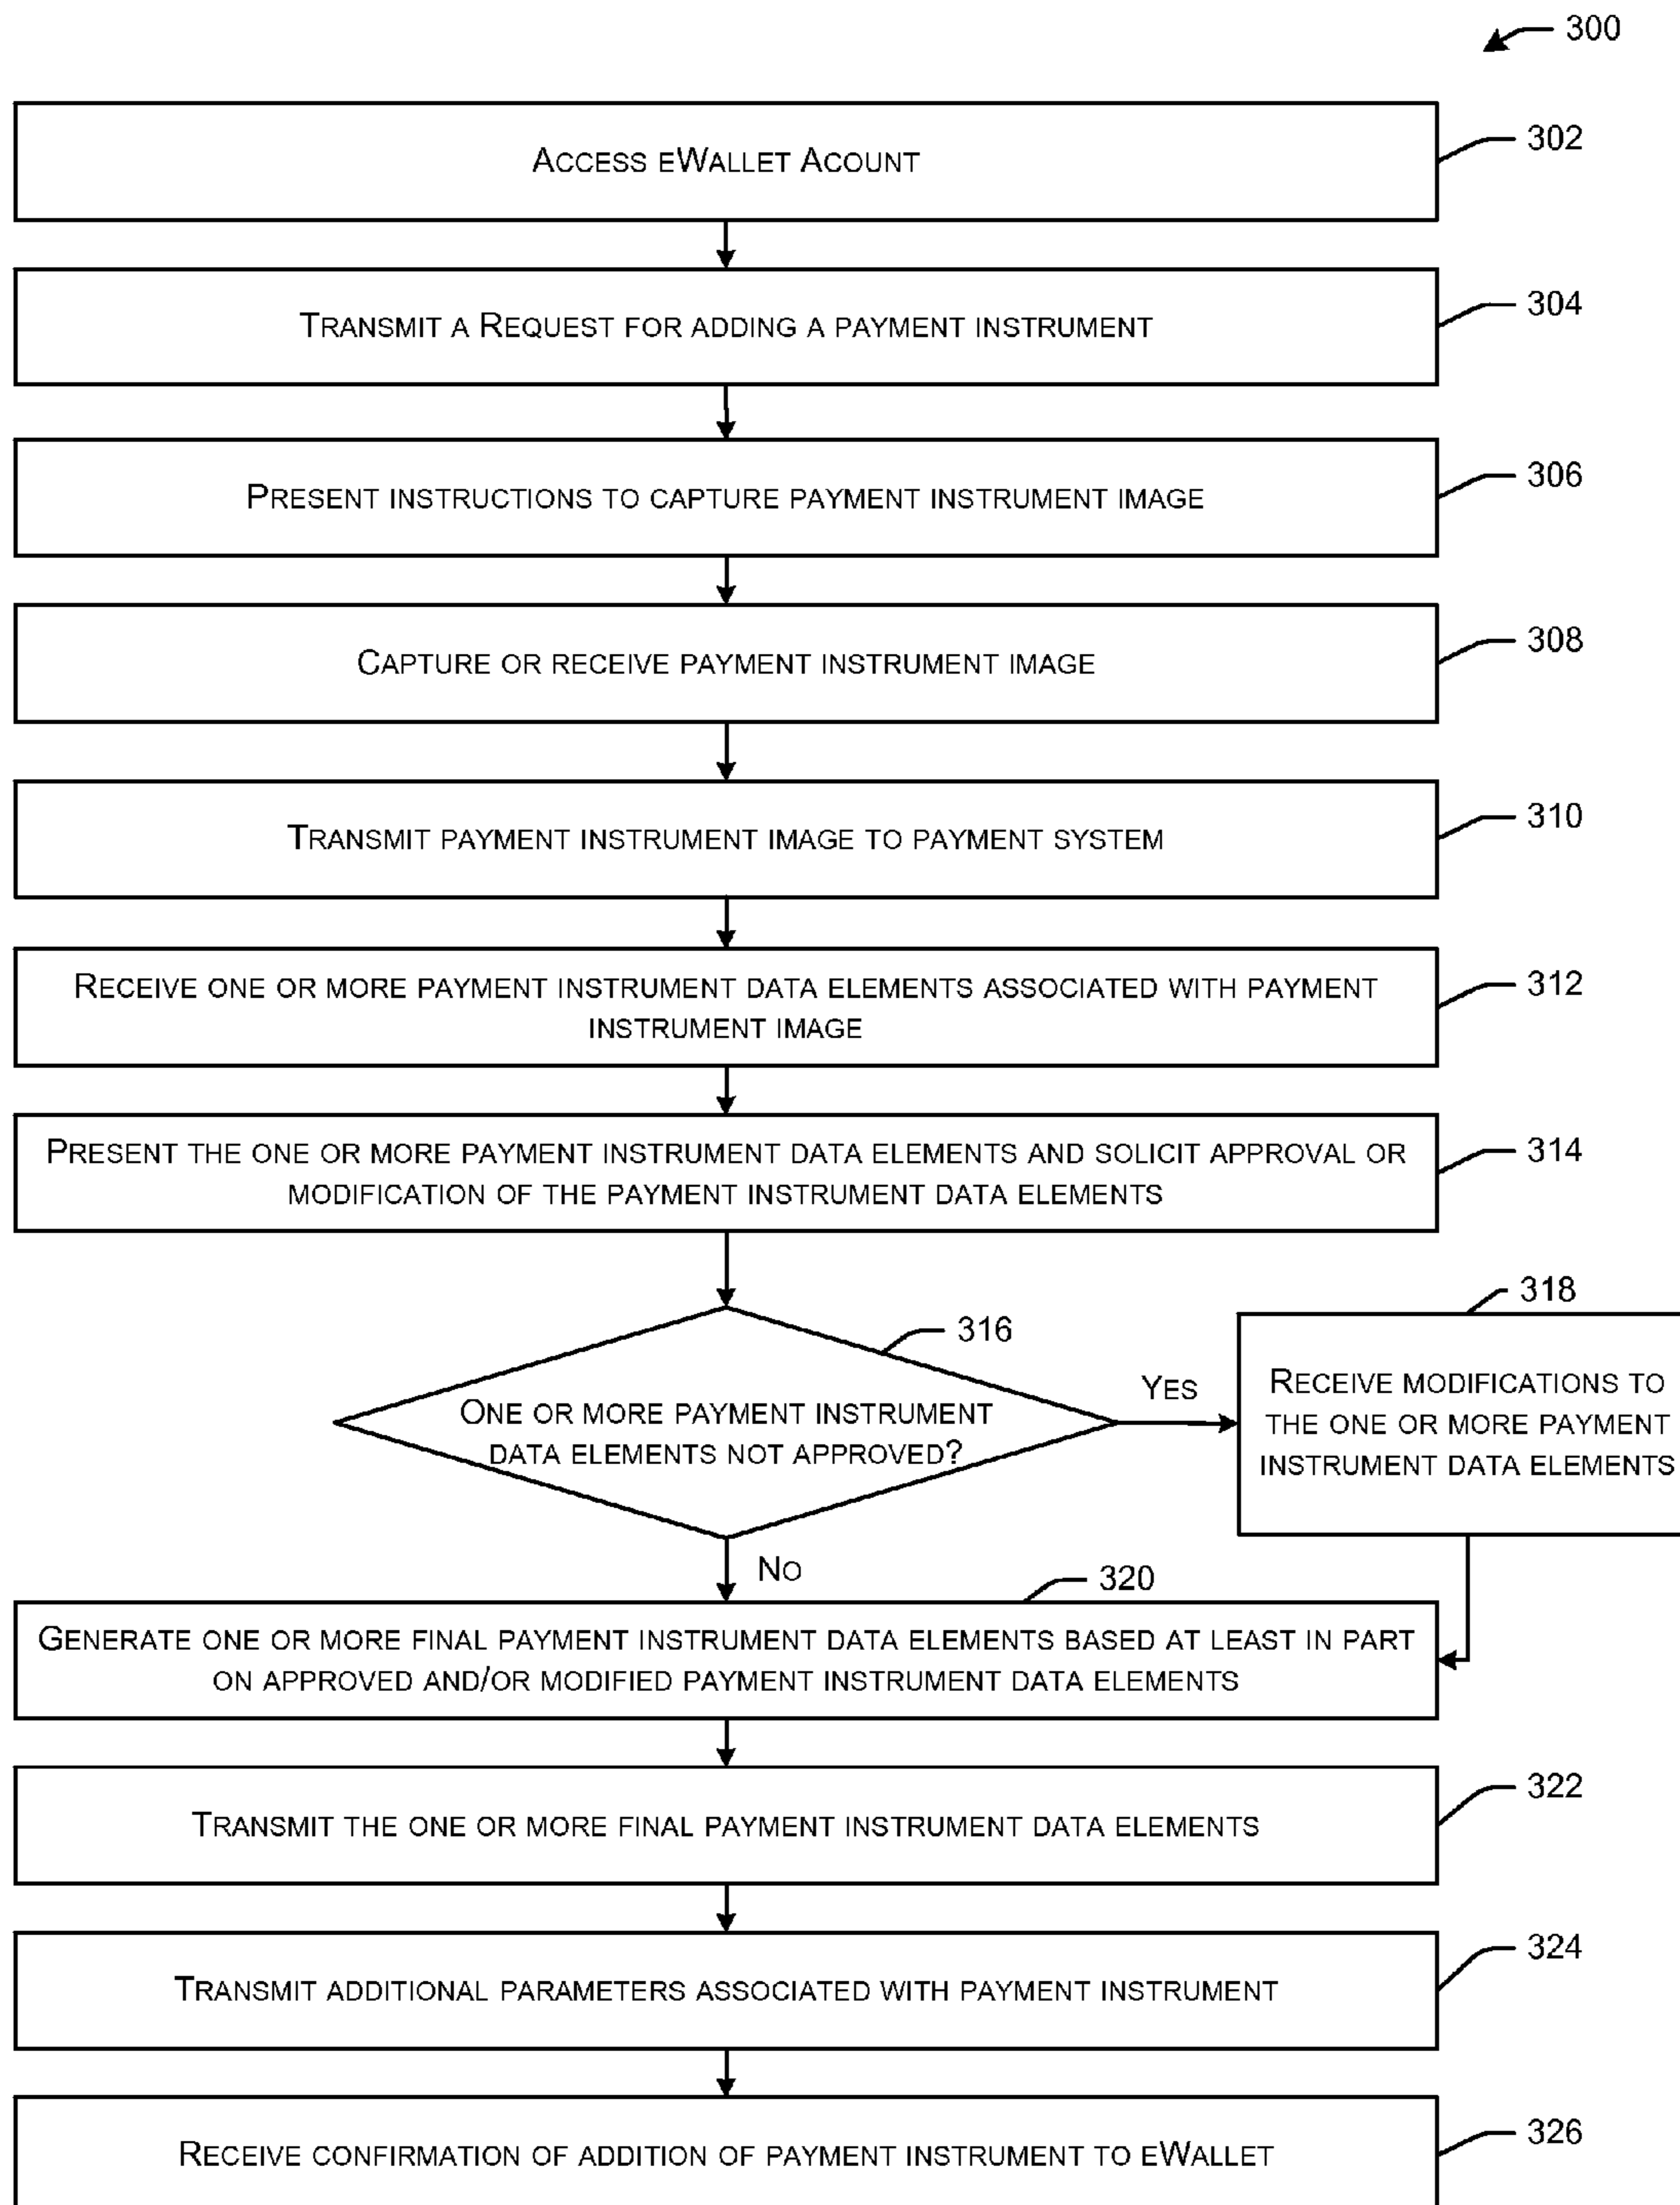 300
ACCESS EWALLET ACOUNT
302
TRANSMIT A REQUEST FOR ADDING A PAYMENT INSTRUMENT
304
PRESENT INSTRUCTIONS TO CAPTURE PAYMENT INSTRUMENT IMAGE
306
CAPTURE OR RECEIVE PAYMENT INSTRUMENT IMAGE
308
TRANSMIT PAYMENT INSTRUMENT IMAGE TO PAYMENT SYSTEM
310
RECEIVE ONE OR MORE PAYMENT INSTRUMENT DATA ELEMENTS ASSOCIATED WITH PAYMENT
INSTRUMENT IMAGE
312
PRESENT THE ONE OR MORE PAYMENT INSTRUMENT DATA ELEMENTS AND SOLICIT APPROVAL OR
MODIFICATION OF THE PAYMENT INSTRUMENT DATA ELEMENTS
314
316
ONE OR MORE PAYMENT INSTRUMENT
DATA ELEMENTS NOT APPROVED?
YES
318
RECEIVE MODIFICATIONS TO
THE ONE OR MORE PAYMENT
INSTRUMENT DATA ELEMENTS
NO
320
GENERATE ONE OR MORE FINAL PAYMENT INSTRUMENT DATA ELEMENTS BASED AT LEAST IN PART
ON APPROVED AND/OR MODIFIED PAYMENT INSTRUMENT DATA ELEMENTS
TRANSMIT THE ONE OR MORE FINAL PAYMENT INSTRUMENT DATA ELEMENTS
322
TRANSMIT ADDITIONAL PARAMETERS ASSOCIATED WITH PAYMENT INSTRUMENT
324
RECEIVE CONFIRMATION OF ADDITION OF PAYMENT INSTRUMENT TO EWALLET
326